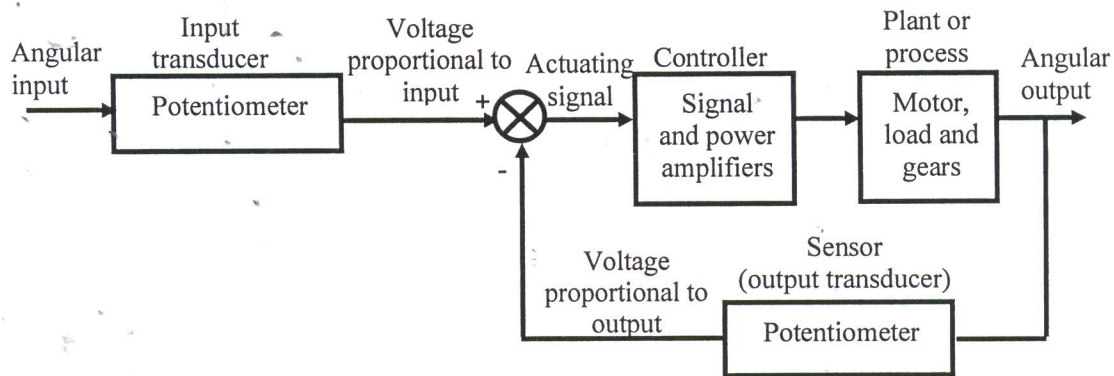 Angular
input
Input
transducer
Potentiometer
Voltage
proportional to
input
+
-
Actuating
signal
Controller
Signal
and power
amplifiers
Plant or
process
Motor,
load and
gears
Angular
output
Sensor
(output transducer)
Potentiometer
Voltage
proportional to
output